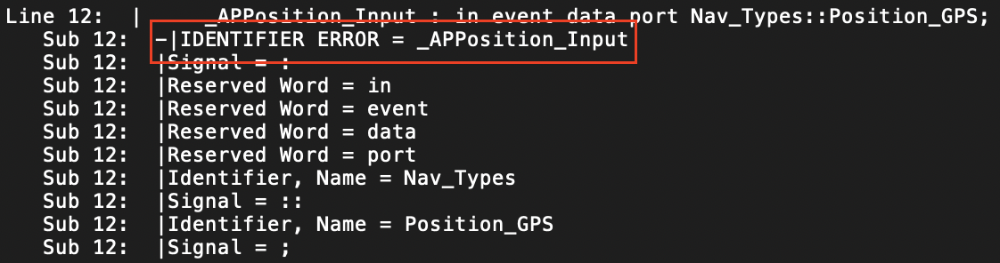 Line 12:  |    _APPosition_Input : in event data port Nav_Types::Position_GPS;
Sub 12:  -|IDENTIFIER ERROR = _APPosition_Input
Sub 12:  |Signal = :
Sub 12:  |Reserved Word = in
Sub 12:  |Reserved Word = event
Sub 12:  |Reserved Word = data
Sub 12:  |Reserved Word = port
Sub 12:  |Identifier, Name = Nav_Types
Sub 12:  |Signal = ::
Sub 12:  |Identifier, Name = Position_GPS
Sub 12:  |Signal = ;